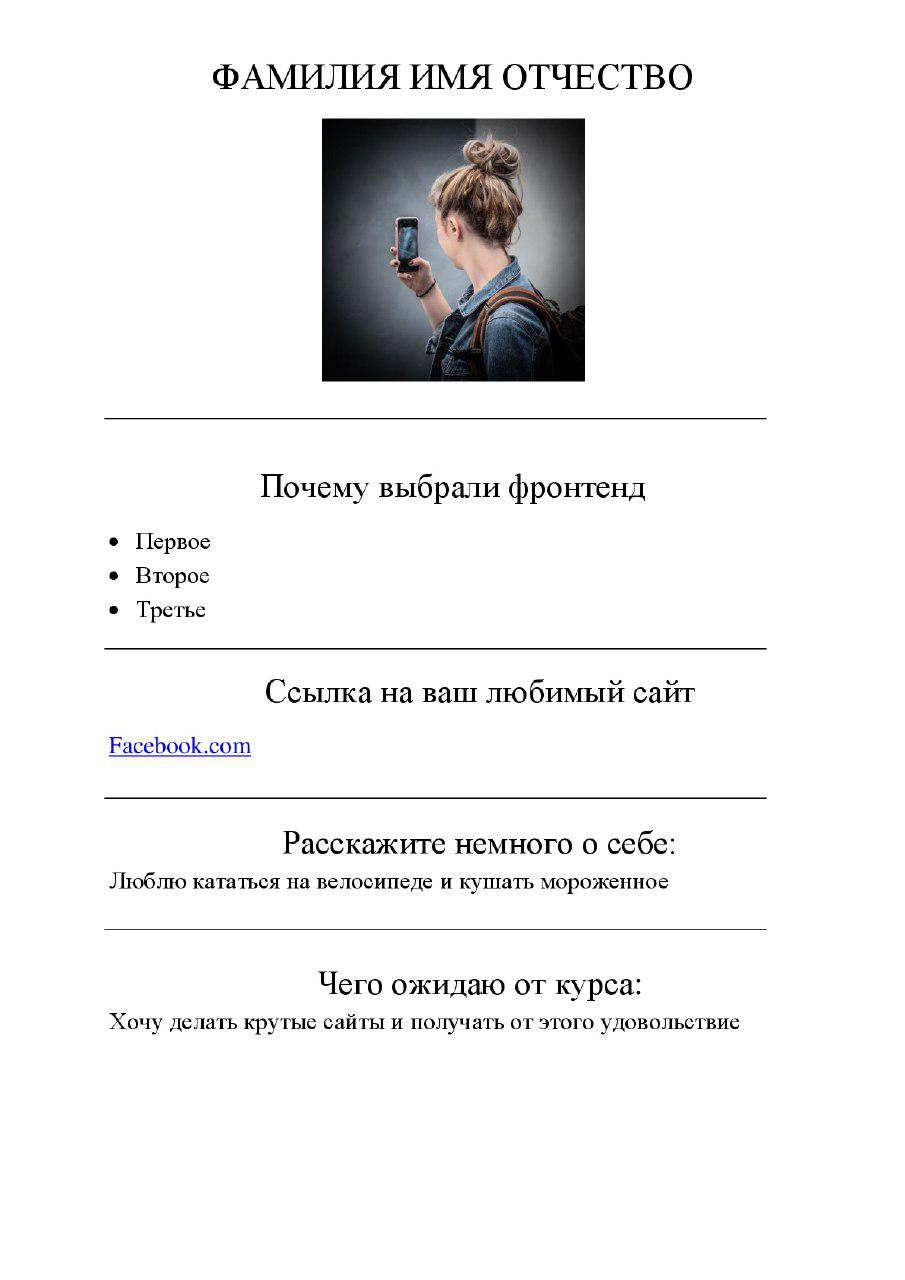 ФАМИЛИЯ ИМЯ ОТЧЕСТВО
Почему выбрали фронтенд
Первое
Второе
Третье
Ссылка на ваш любимый сайт
Facebook.com
Расскажите немного о себе:
Люблю кататься на велосипеде и кушать мороженное
Чего ожидаю от курса:
Хочу делать крутые сайты и получать от этого удовольствие